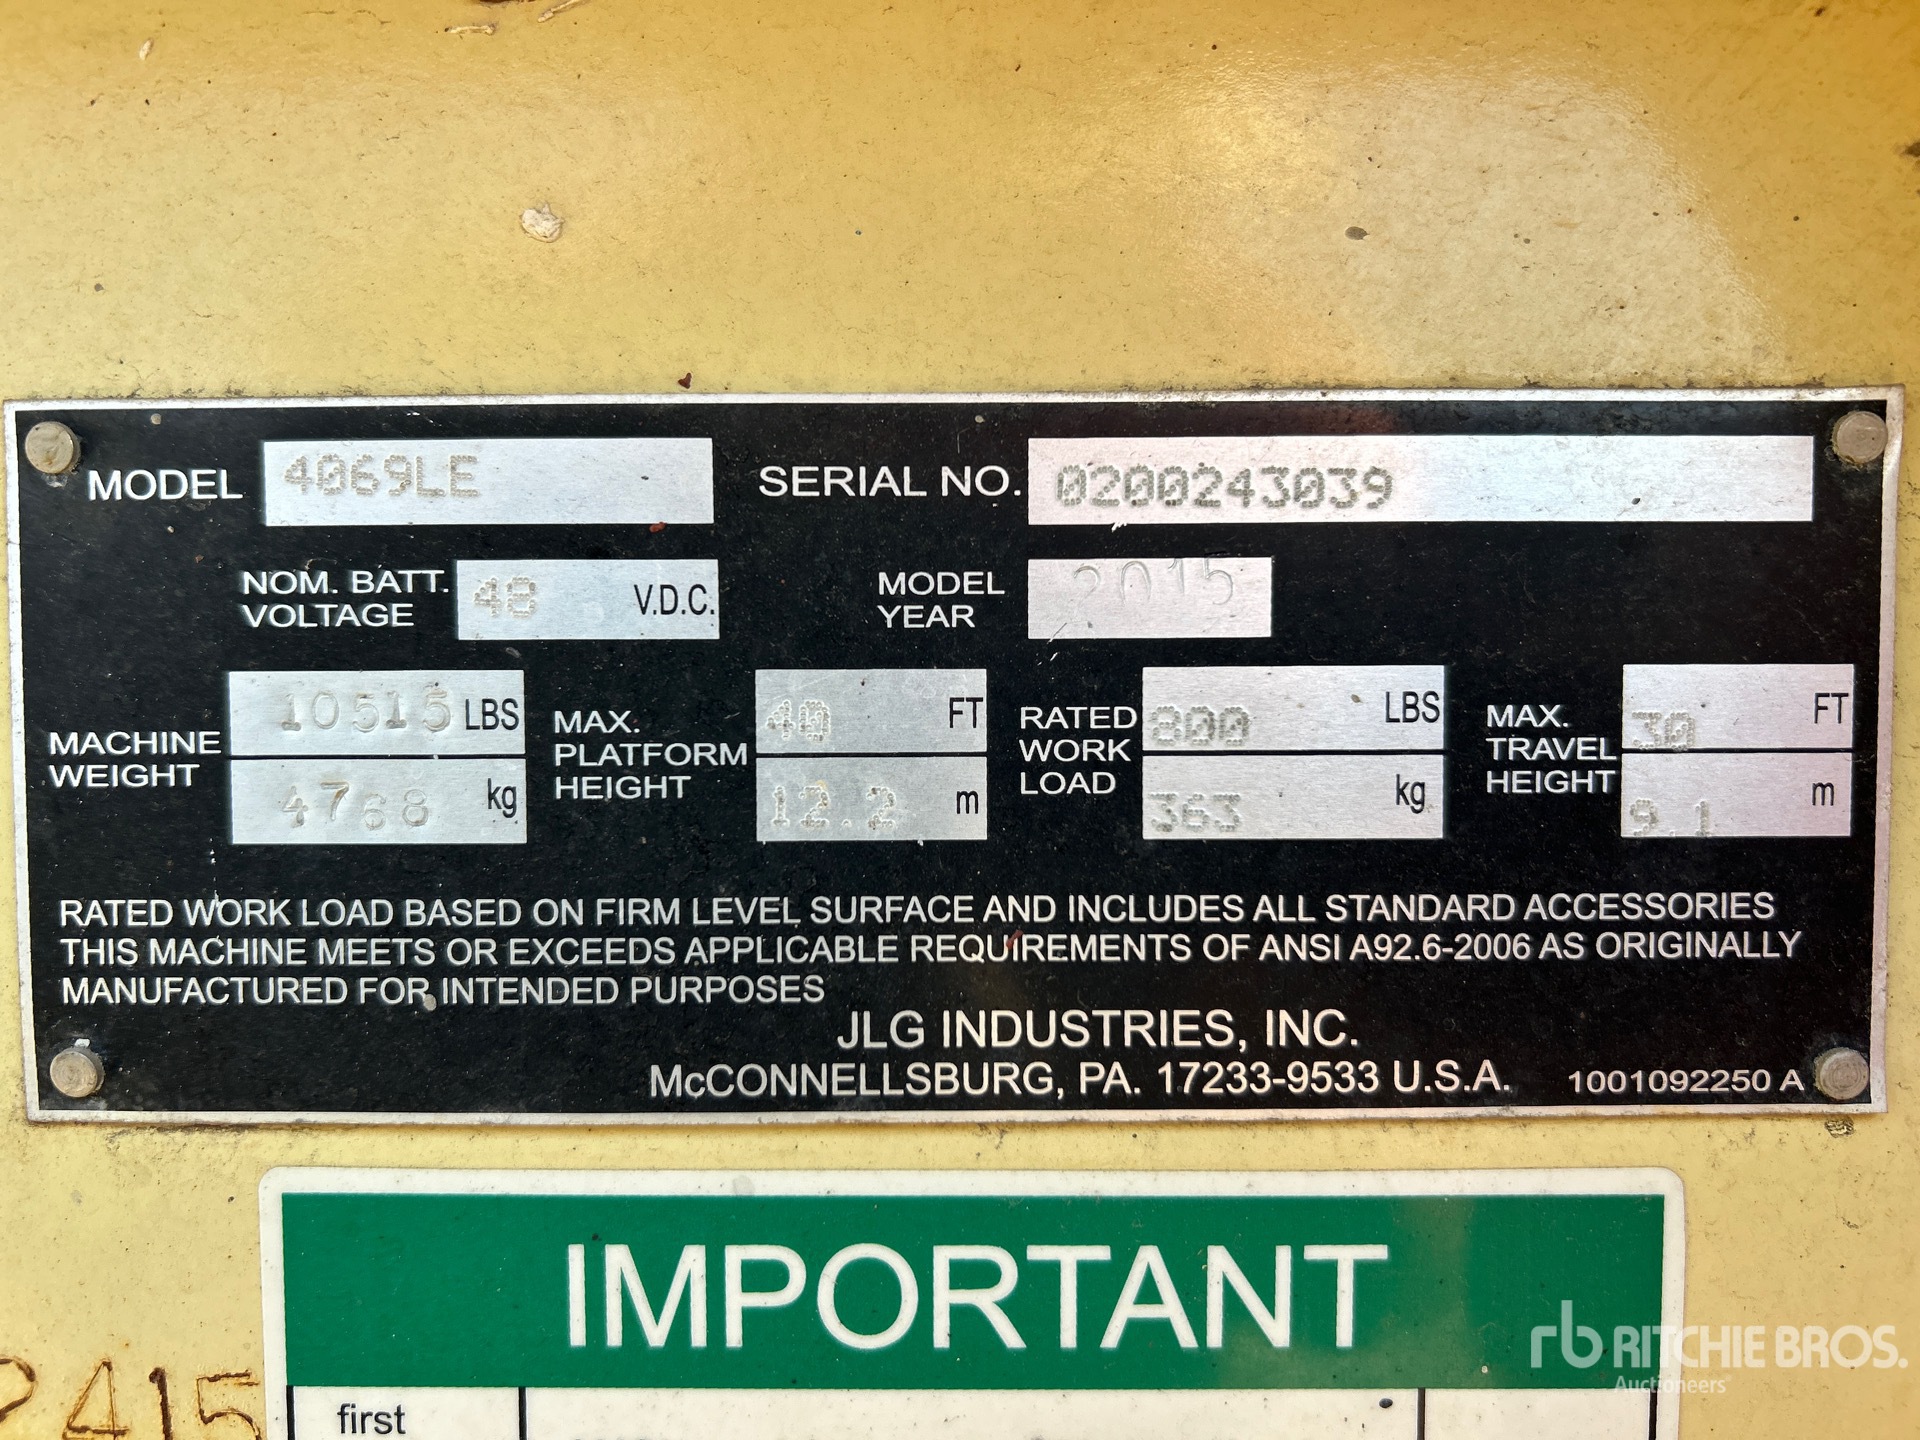 MODEL 4069LE SERIAL NO. 0200243039
NOM. BATT. VOLTAGE 48 V.D.C. MODEL YEAR 2015
MACHINE WEIGHT 10515 LBS 4768 kg
MAX. PLATFORM HEIGHT 40 FT 12.2 m
RATED WORK LOAD 800 LBS 363 kg
MAX. TRAVEL HEIGHT 30 FT 9.1 m
RATED WORK LOAD BASED ON FIRM LEVEL SURFACE AND INCLUDES ALL STANDARD ACCESSORIES
THIS MACHINE MEETS OR EXCEEDS APPLICABLE REQUIREMENTS OF ANSI A92.6-2006 AS ORIGINALLY
MANUFACTURED FOR INTENDED PURPOSES
JLG INDUSTRIES, INC.
McCONNELLSBURG, PA. 17233-9533 U.S.A. 1001092250 A
IMPORTANT
first
2415
rb RITCHIE BROS.
Auctioneers